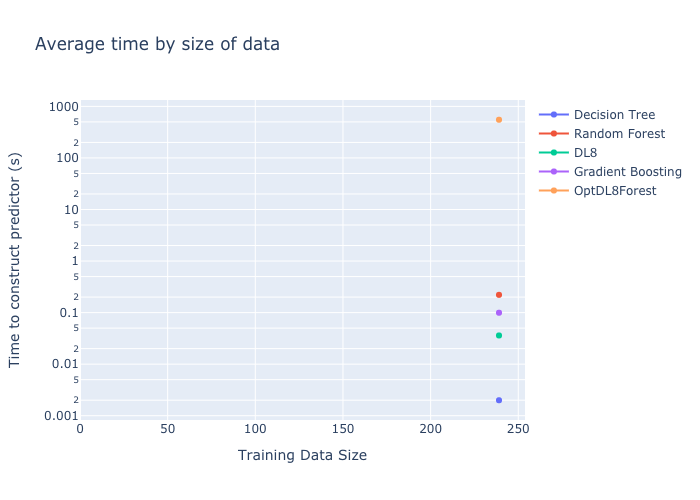 Average time by size of data
Time to construct predictor (s)
1000
5
2
100
5
2
10
5
2
1
5
2
0.1
5
2
0.01
5
2
0.001
0 50 100 150 200 250
Training Data Size
Decision Tree
Random Forest
DL8
Gradient Boosting
OptDL8Forest